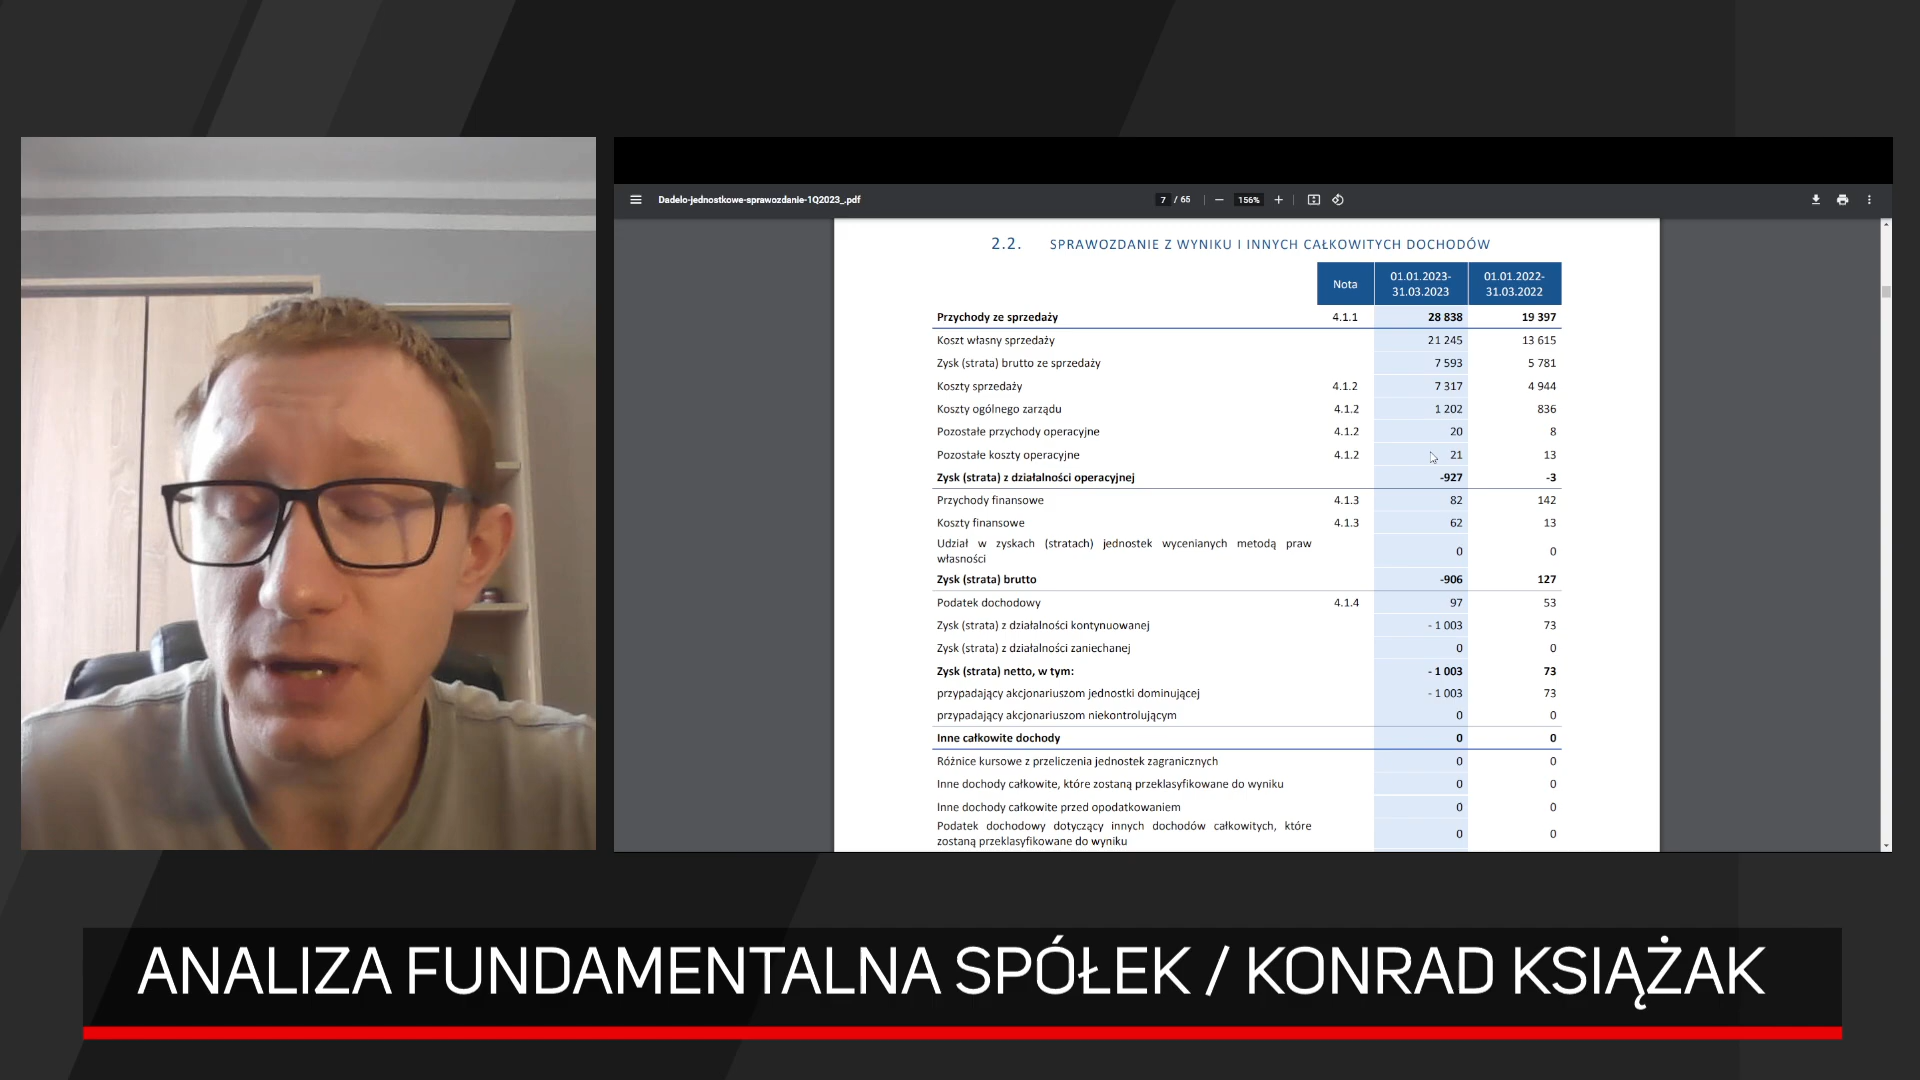 Dadelo-jednostkowe-sprawozdanie-1Q2023_.pdf
7 / 65
156%
2.2. SPRAWOZDANIE Z WYNIKU I INNYCH CAŁKOWITYCH DOCHODÓW
Nota 01.01.2023-31.03.2023 01.01.2022-31.03.2022
Przychody ze sprzedaży 4.1.1 28 838 19 397
Koszt własny sprzedaży 21 245 13 615
Zysk (strata) brutto ze sprzedaży 7 593 5 781
Koszty sprzedaży 4.1.2 7 317 4 944
Koszty ogólnego zarządu 4.1.2 1 202 836
Pozostałe przychody operacyjne 4.1.2 20 8
Pozostałe koszty operacyjne 4.1.2 21 13
Zysk (strata) z działalności operacyjnej -927 -3
Przychody finansowe 4.1.3 82 142
Koszty finansowe 4.1.3 62 13
Udział w zyskach (stratach) jednostek wycenianych metodą praw
własności 0 0
Zysk (strata) brutto -906 127
Podatek dochodowy 4.1.4 97 53
Zysk (strata) z działalności kontynuowanej - 1 003 73
Zysk (strata) z działalności zaniechanej 0 0
Zysk (strata) netto, w tym: - 1 003 73
przypadający akcjonariuszom jednostki dominującej - 1 003 73
przypadający akcjonariuszom niekontrolującym 0 0
Inne całkowite dochody 0 0
Różnice kursowe z przeliczenia jednostek zagranicznych 0 0
Inne dochody całkowite, które zostaną przeklasyfikowane do wyniku 0 0
Inne dochody całkowite przed opodatkowaniem 0 0
Podatek dochodowy dotyczący innych dochodów całkowitych, które
zostaną przeklasyfikowane do wyniku 0 0
ANALIZA FUNDAMENTALNA SPÓŁEK / KONRAD KSIĄŻAK